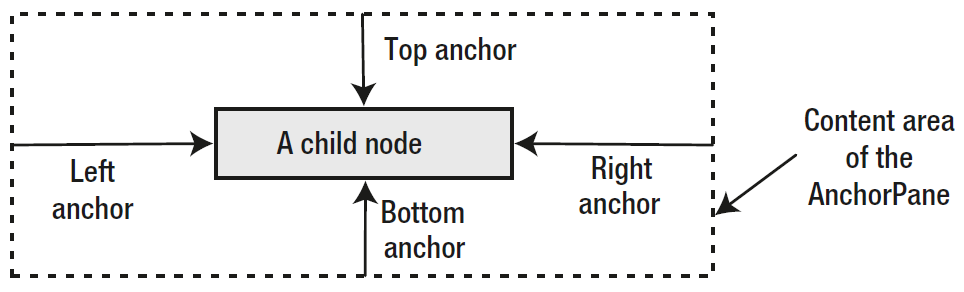 Top anchor
A child node
Left
anchor
Right
anchor
Bottom
anchor
Content area
of the
AnchorPane